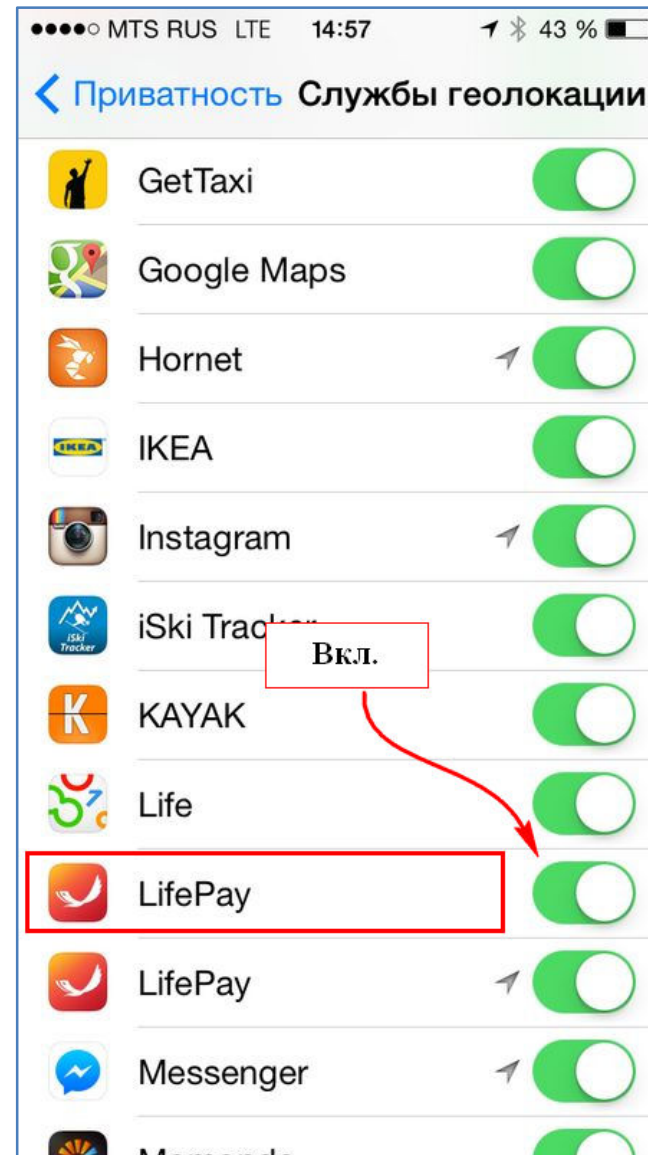 MTS RUS LTE 14:57 43 %
Приватность Службы геолокации
GetTaxi
Google Maps
Hornet
IKEA IKEA
Instagram
iSki Tracker iSki Tracker
Вкл.
K KAYAK
Life
LifePay
LifePay
Messenger